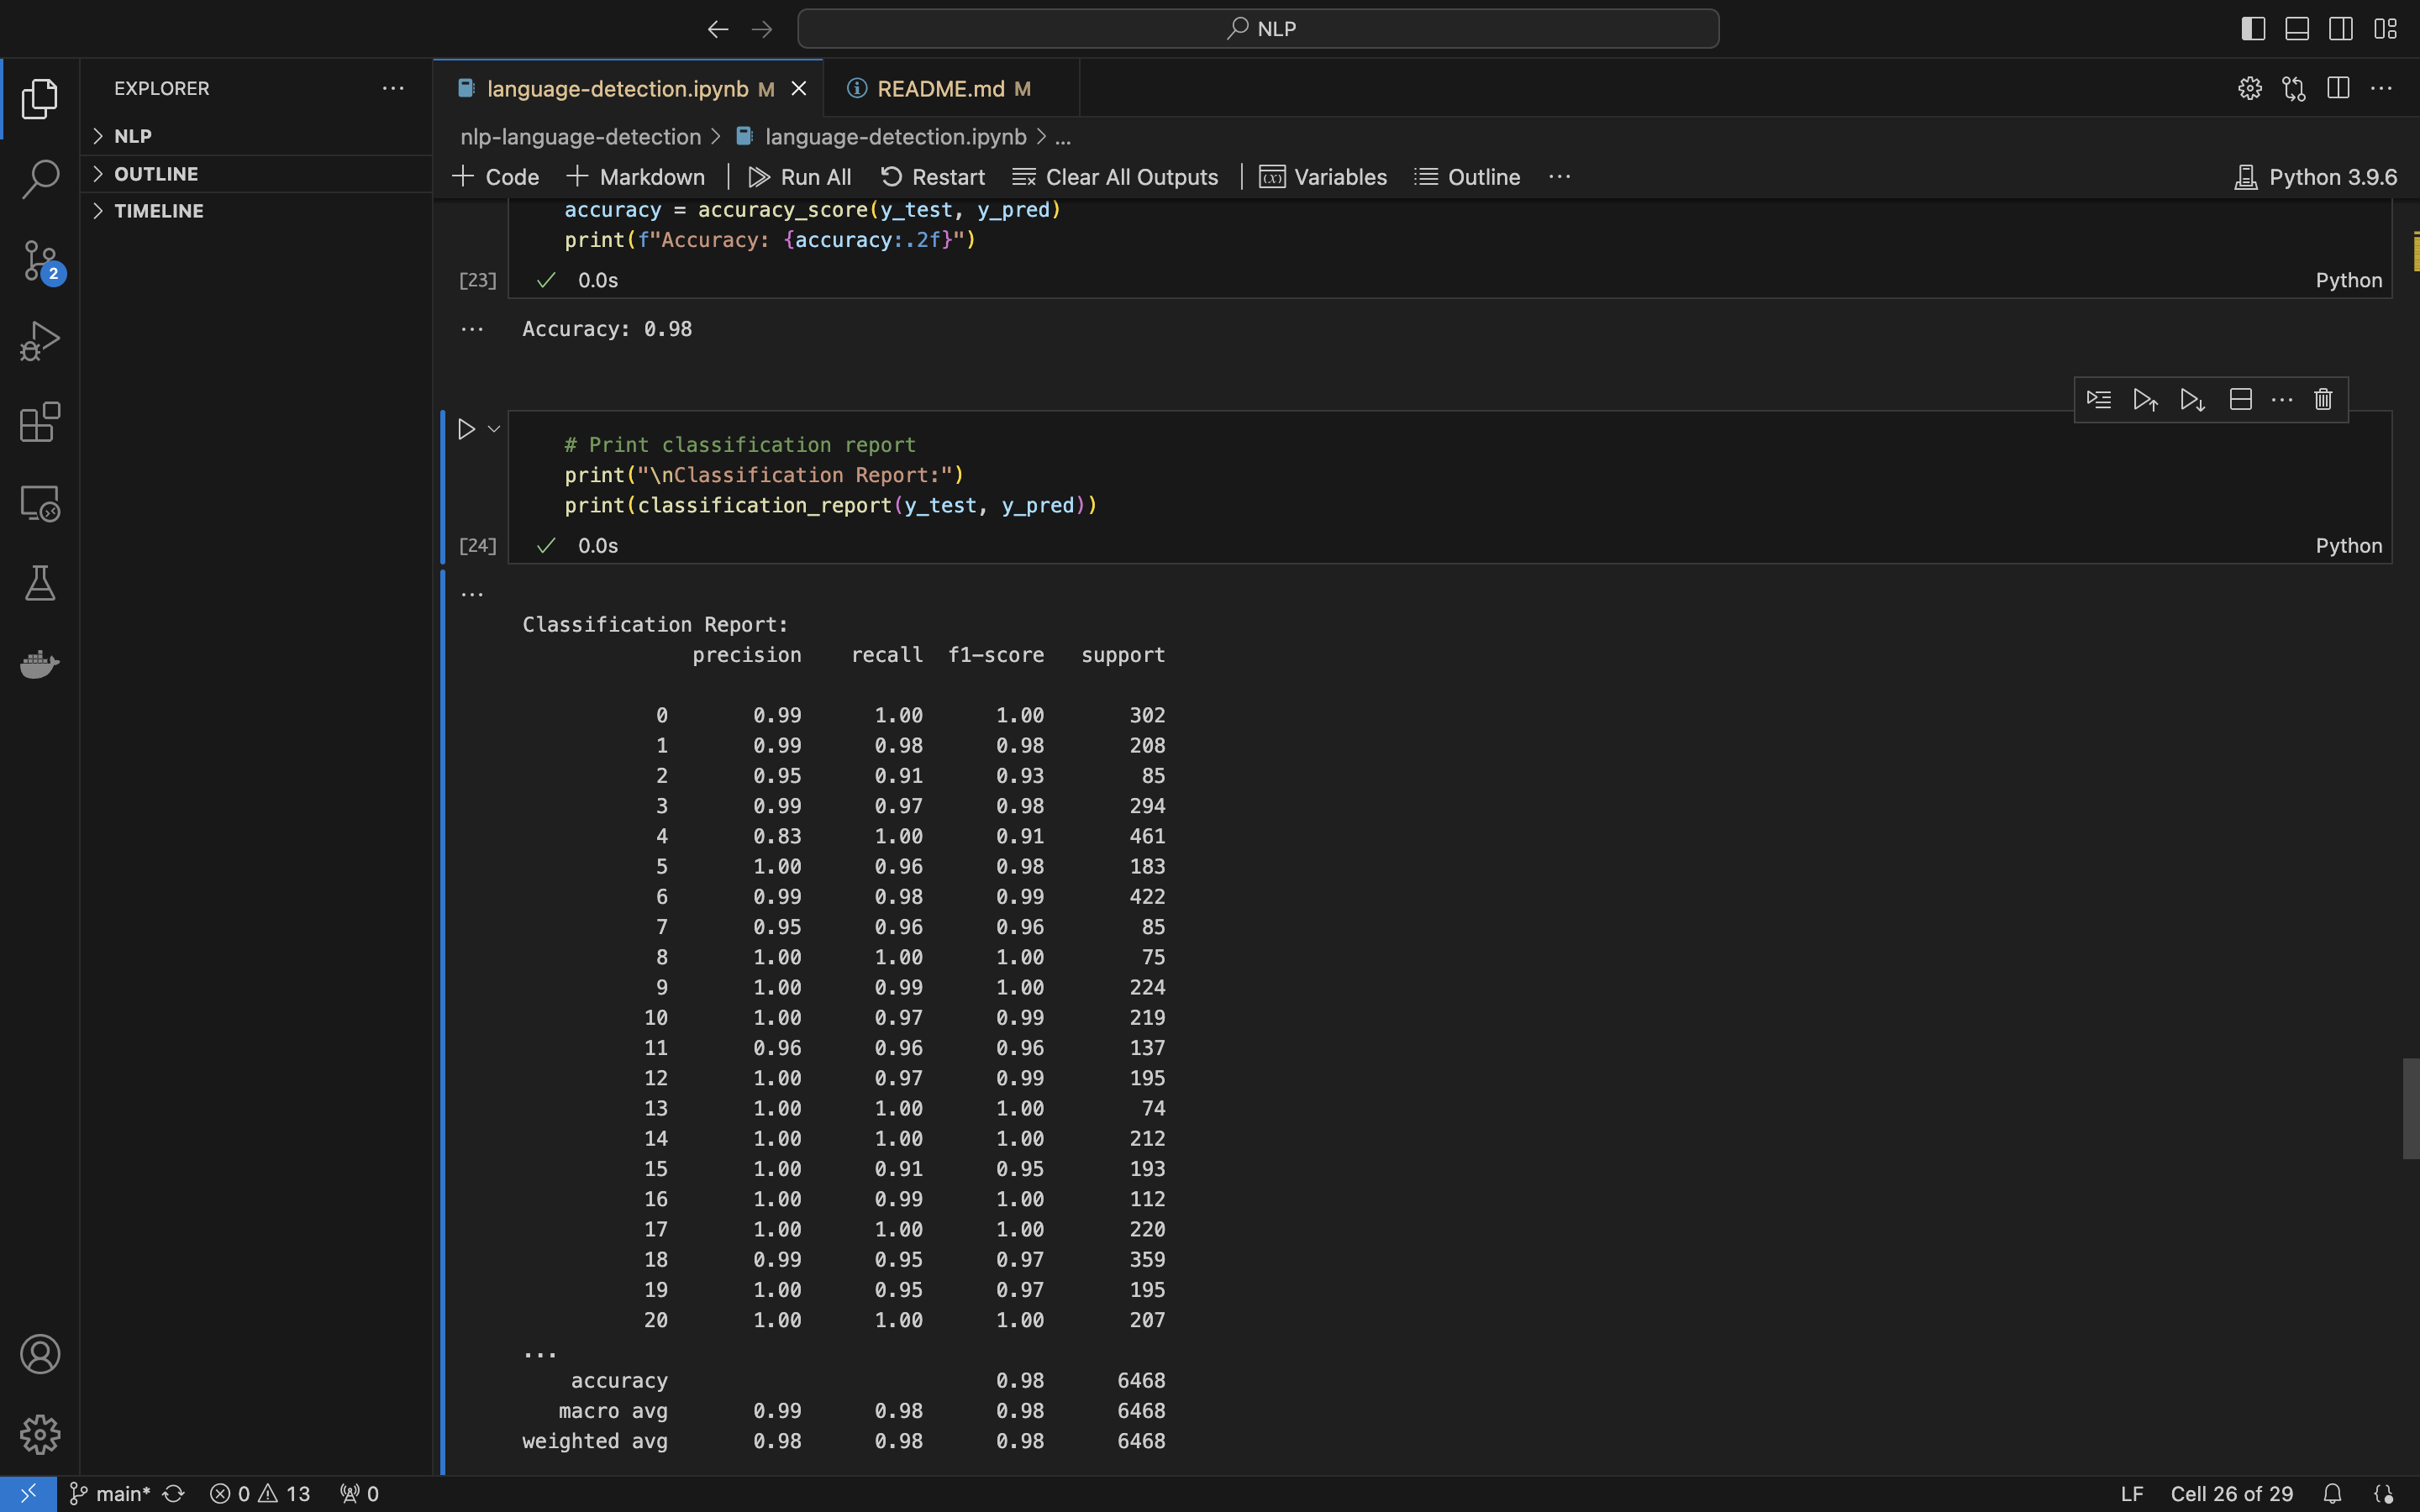 NLP
EXPLORER
NLP
OUTLINE
TIMELINE
2
language-detection.ipynb M
README.md M
nlp-language-detection > language-detection.ipynb > ...
Code Markdown Run All Restart Clear All Outputs Variables Outline ... Python 3.9.6
accuracy = accuracy_score(y_test, y_pred)
print(f"Accuracy: {accuracy:.2f}")
[23] 0.0s Python
... Accuracy: 0.98
# Print classification report
print("\nClassification Report:")
print(classification_report(y_test, y_pred))
[24] 0.0s Python
...
Classification Report:
precision recall f1-score support
0 0.99 1.00 1.00 302
1 0.99 0.98 0.98 208
2 0.95 0.91 0.93 85
3 0.99 0.97 0.98 294
4 0.83 1.00 0.91 461
5 1.00 0.96 0.98 183
6 0.99 0.98 0.99 422
7 0.95 0.96 0.96 85
8 1.00 1.00 1.00 75
9 1.00 0.99 1.00 224
10 1.00 0.97 0.99 219
11 0.96 0.96 0.96 137
12 1.00 0.97 0.99 195
13 1.00 1.00 1.00 74
14 1.00 1.00 1.00 212
15 1.00 0.91 0.95 193
16 1.00 0.99 1.00 112
17 1.00 1.00 1.00 220
18 0.99 0.95 0.97 359
19 1.00 0.95 0.97 195
20 1.00 1.00 1.00 207
...
accuracy 0.98 6468
macro avg 0.99 0.98 0.98 6468
weighted avg 0.98 0.98 0.98 6468
main* 0 13 0 LF Cell 26 of 29